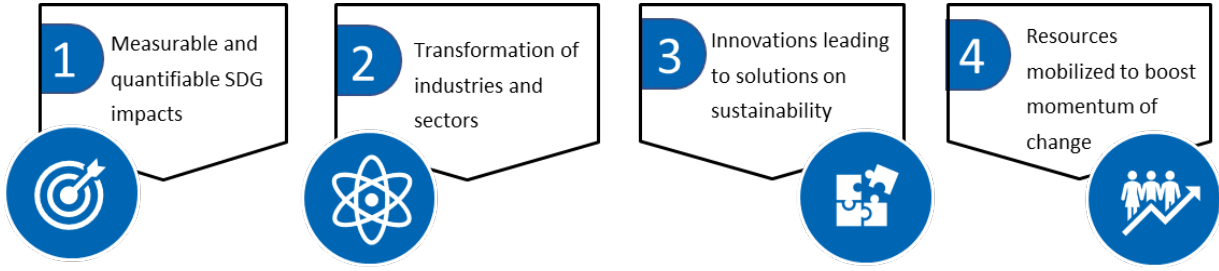 1
Measurable and
quantifiable SDG
impacts
2
Transformation of
industries and
sectors
3
Innovations leading
to solutions on
sustainability
4
Resources
mobilized to boost
momentum of
change